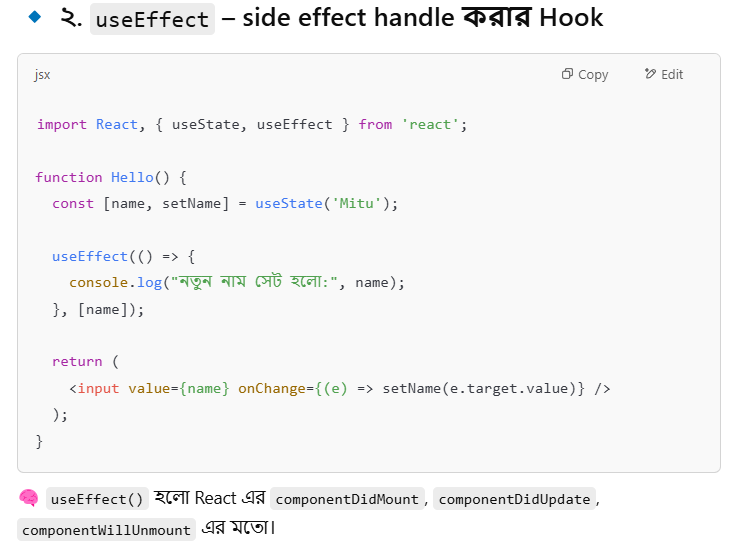 ২. useEffect – side effect handle করার Hook
jsx Copy Edit
import React, { useState, useEffect } from 'react';
function Hello() {
const [name, setName] = useState('Mitu');
useEffect(() => {
console.log("নতুন নাম সেট হলো:", name);
}, [name]);
return (
<input value={name} onChange={(e) => setName(e.target.value)} />
);
}
🧠 useEffect() হলো React এর componentDidMount, componentDidUpdate,
componentWillUnmount এর মতো।